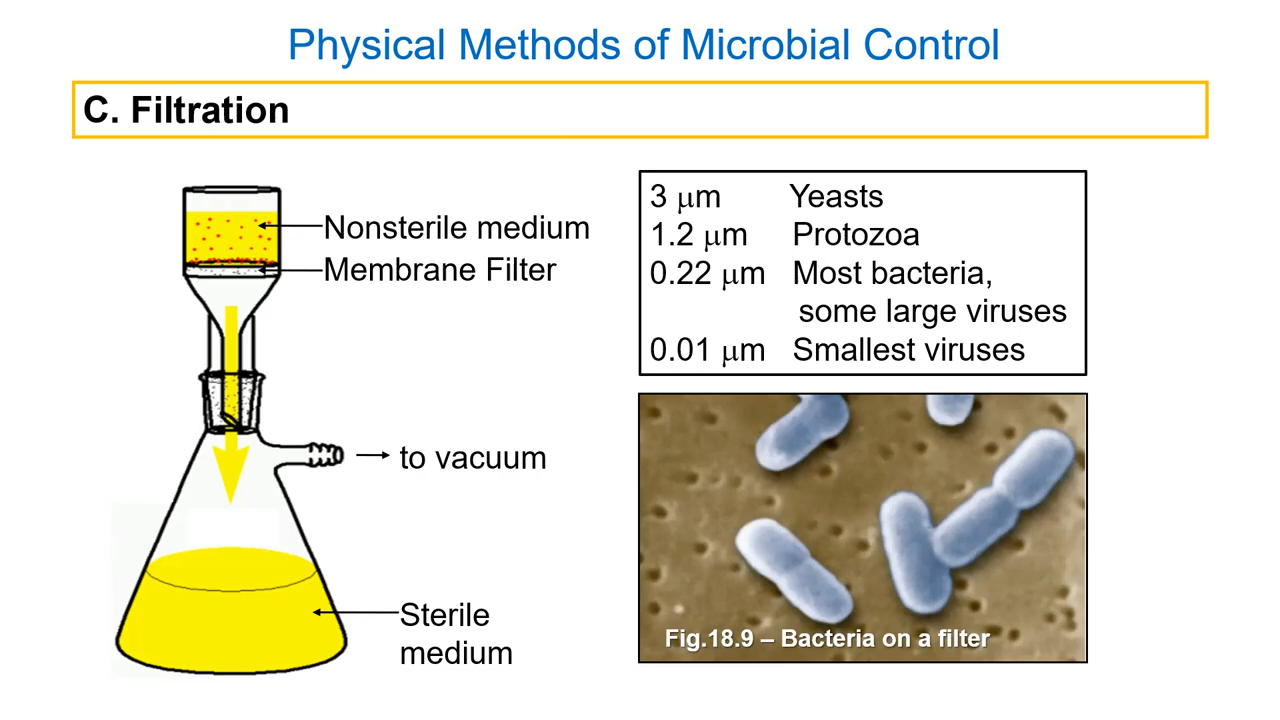 Physical Methods of Microbial Control
C. Filtration
Nonsterile medium
Membrane Filter
to vacuum
Sterile
medium
3 μm Yeasts
1.2 μm Protozoa
0.22 μm Most bacteria,
some large viruses
0.01 μm Smallest viruses
Fig.18.9 – Bacteria on a filter